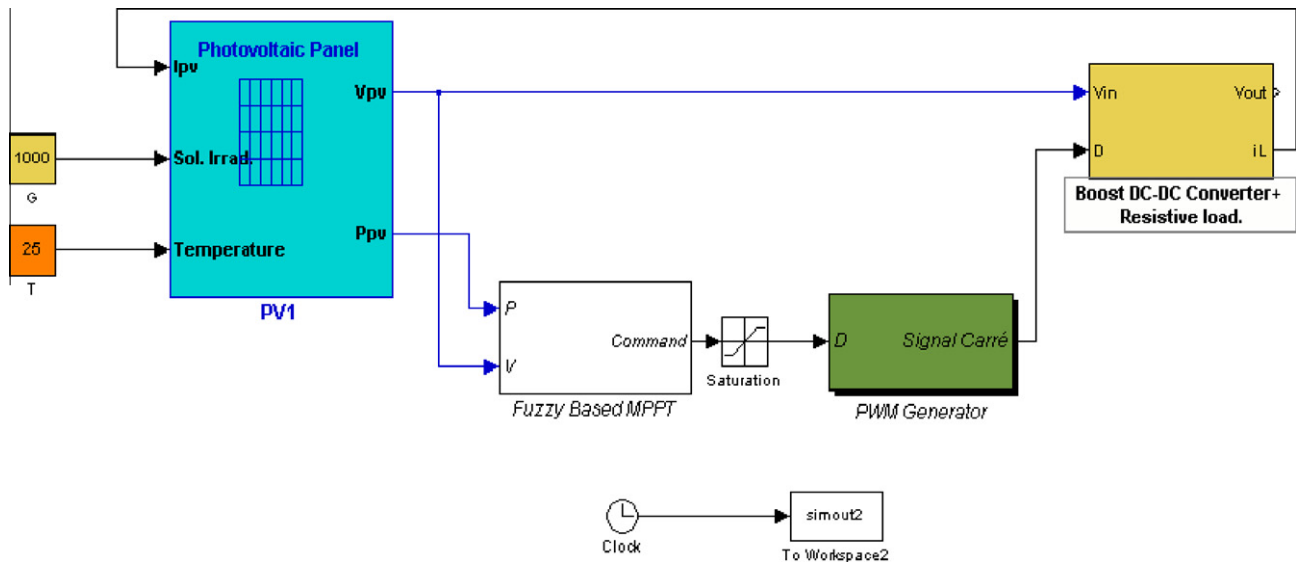 Photovoltaic Panel
Ipv
Vpv
Sol. Irrad.
Ppv
Temperature
PV1
1000
G
25
T
Vin
Vout
D
iL
Boost DC-DC Converter+
Resistive load.
P
Command
V
Fuzzy Based MPPT
Saturation
D
Signal Carré
PWM Generator
Clock
simout2
To Workspace2